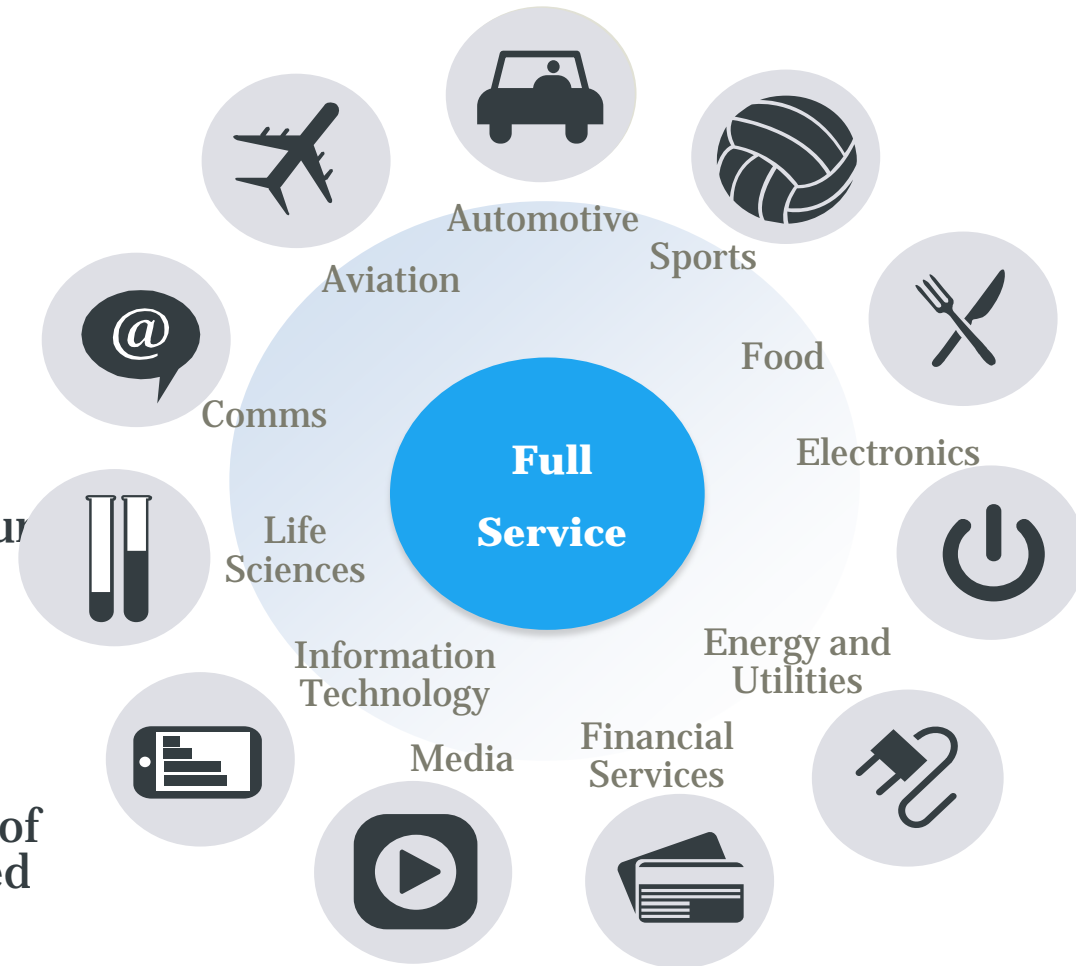 Automotive
Sports
Aviation
Food
@
Comms
Electronics
Full
Service
Life
Sciences
Energy and
Utilities
Information
Technology
Financial
Services
Media
of